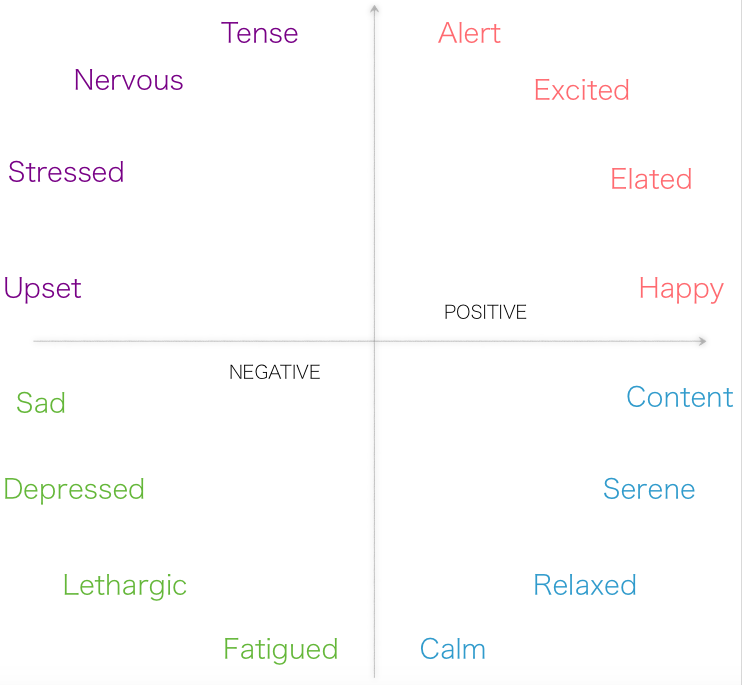 Tense
Alert
Nervous
Excited
Stressed
Elated
Upset
Happy
POSITIVE
NEGATIVE
Sad
Content
Depressed
Serene
Lethargic
Relaxed
Fatigued
Calm